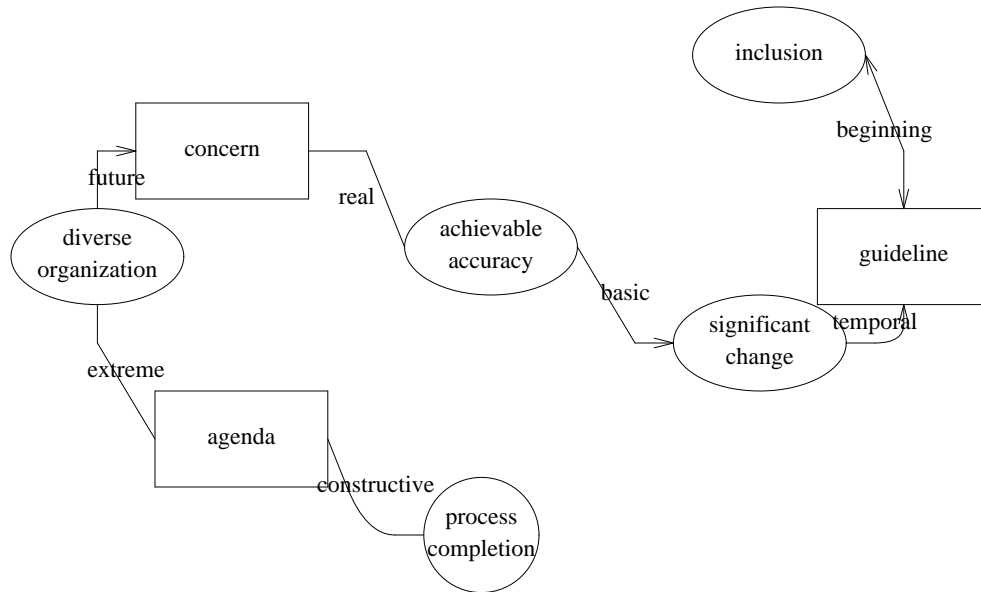 inclusion
beginning
concern
future
real
achievable
accuracy
diverse
organization
guideline
basic
significant
change
temporal
extreme
agenda
constructive
process
completion